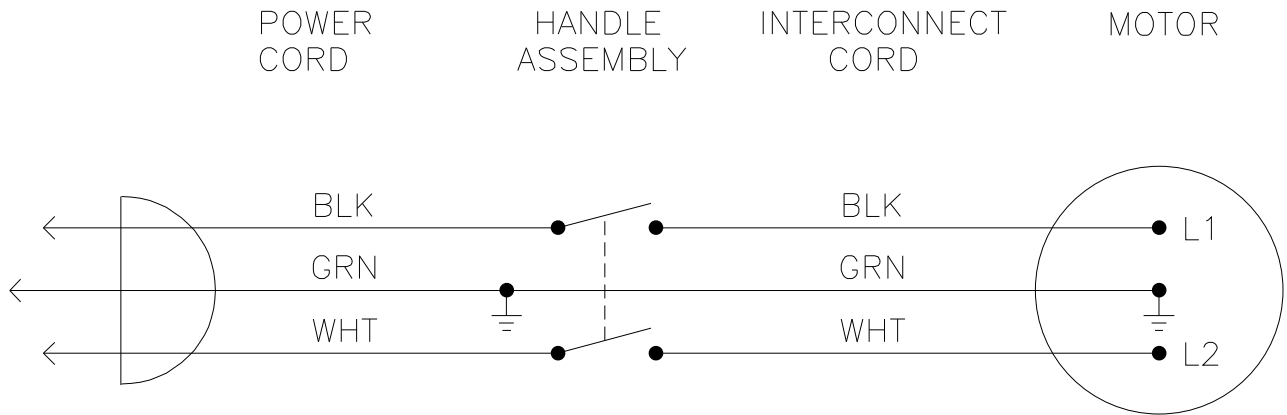 POWER
CORD
HANDLE
ASSEMBLY
INTERCONNECT
CORD
MOTOR
BLK
BLK
L1
GRN
GRN
WHT
WHT
L2